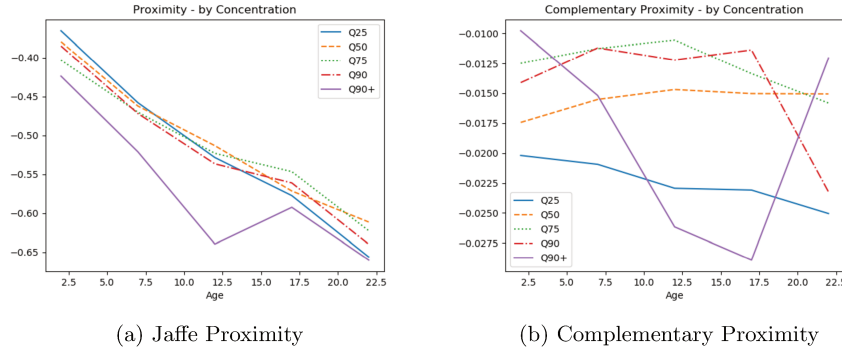 Proximity - by Concentration
Q25
Q50
Q75
Q90
Q90+
−0.40
−0.45
−0.50
−0.55
−0.60
−0.65
2.5 5.0 7.5 10.0 12.5 15.0 17.5 20.0 22.5
Age
(a) Jaffe Proximity
Complementary Proximity - by Concentration
−0.0100
−0.0125
−0.0150
−0.0175
−0.0200
−0.0225
−0.0250
−0.0275
Q25
Q50
Q75
Q90
Q90+
2.5 5.0 7.5 10.0 12.5 15.0 17.5 20.0 22.5
Age
(b) Complementary Proximity